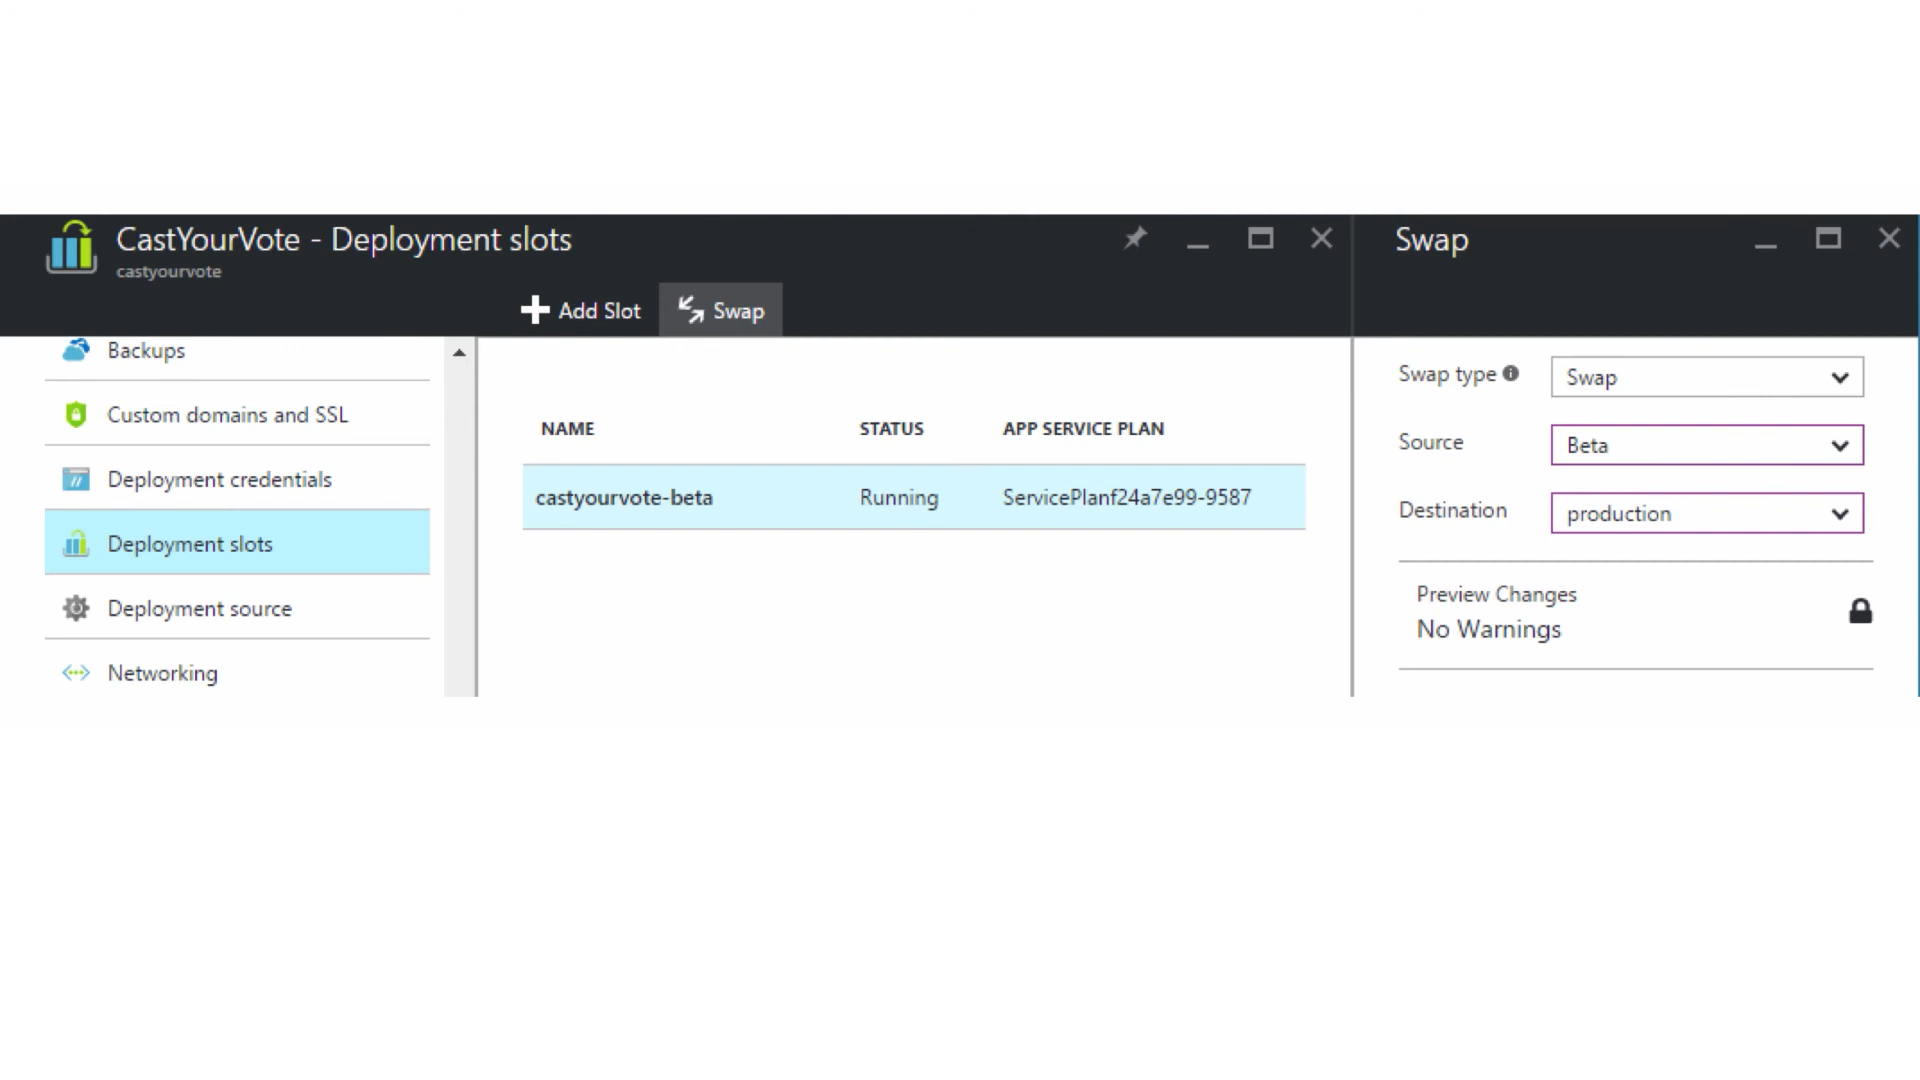 CastYourVote - Deployment slots
castyourvote
Add Slot
Swap
Backups
Custom domains and SSL
Deployment credentials
Deployment slots
Deployment source
Networking
NAME STATUS APP SERVICE PLAN
castyourvote-beta Running ServicePlanf24a7e99-9587
Swap
Swap type Swap
Source Beta
Destination production
Preview Changes
No Warnings